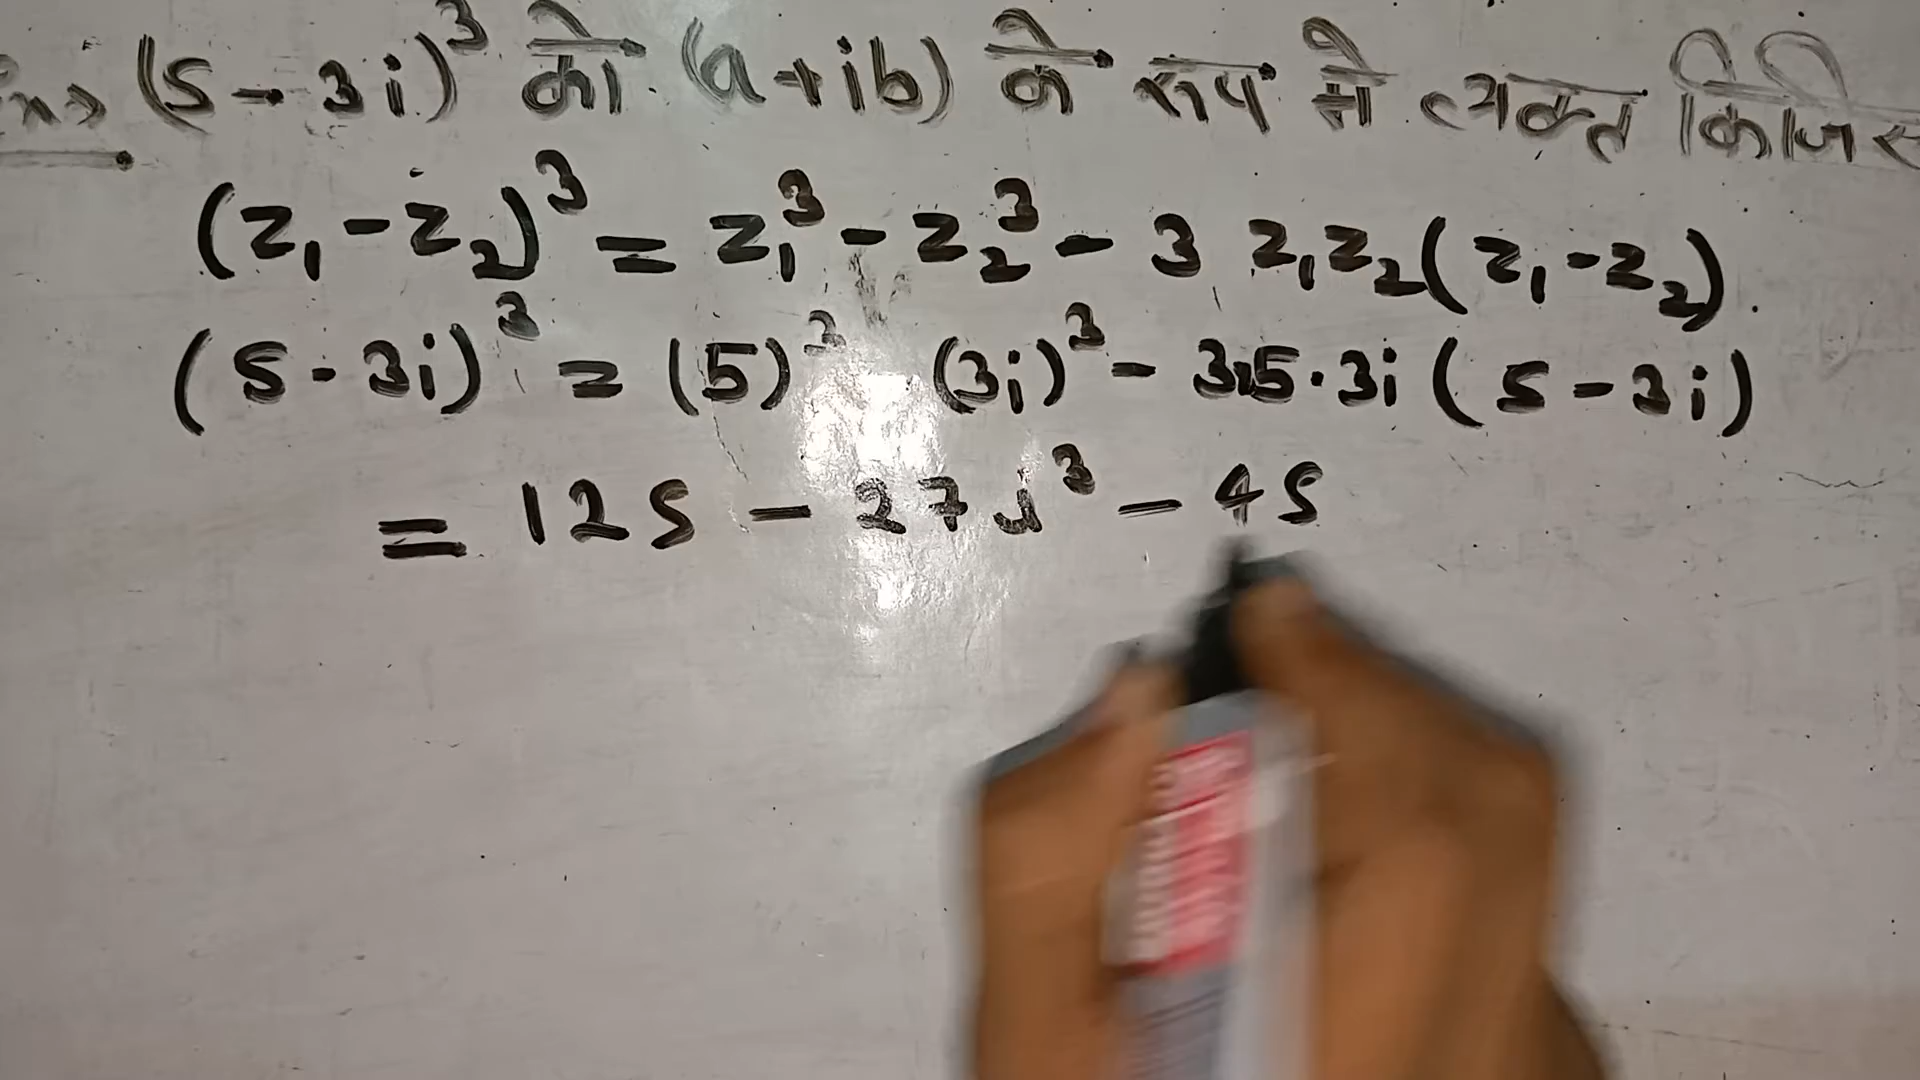 Ex> (5 - 3i)³ को (a+ib) के रूप मे व्यक्त किजिए
(z₁ - z₂)³ = z₁³ - z₂³ - 3 z₁z₂(z₁ - z₂).
(5 - 3i)³ = (5)³ (3i)³ - 3.5·3i (5 - 3i)
= 125 - 27i³ - 45